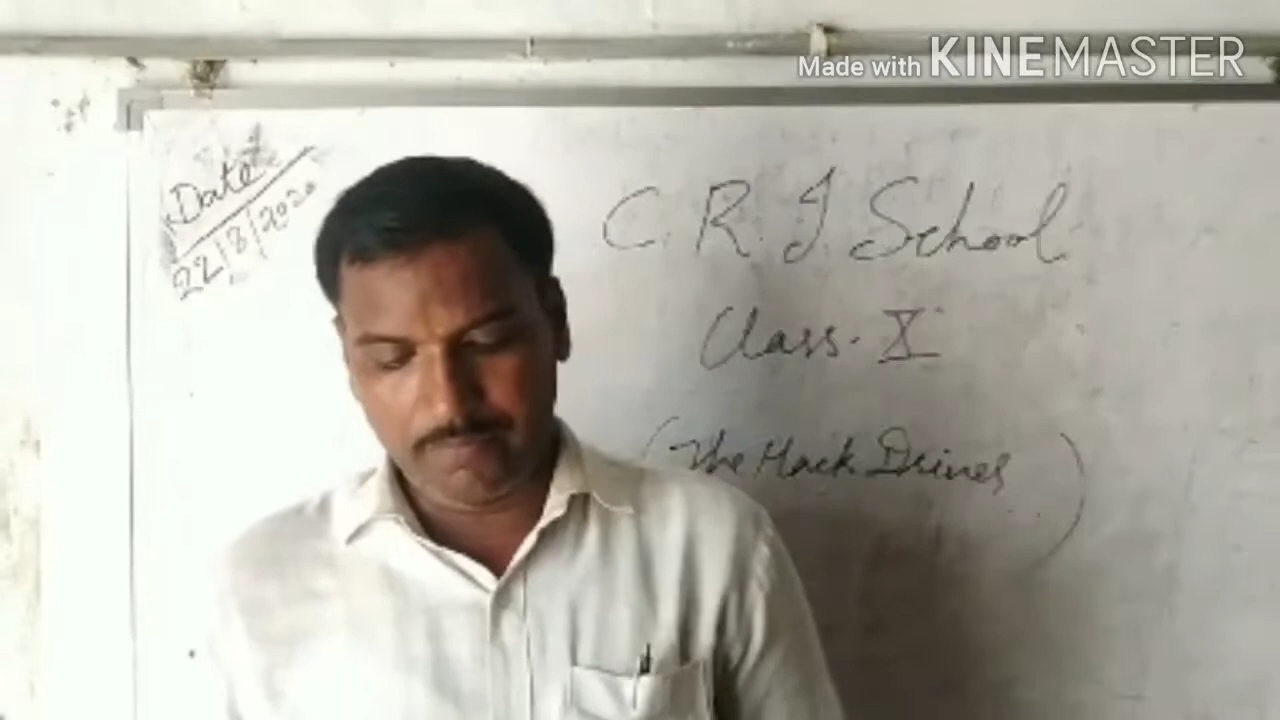 Made with KINEMASTER
Date
22/8/2020
C.R.J School
Class - X
(The Hack Driver)